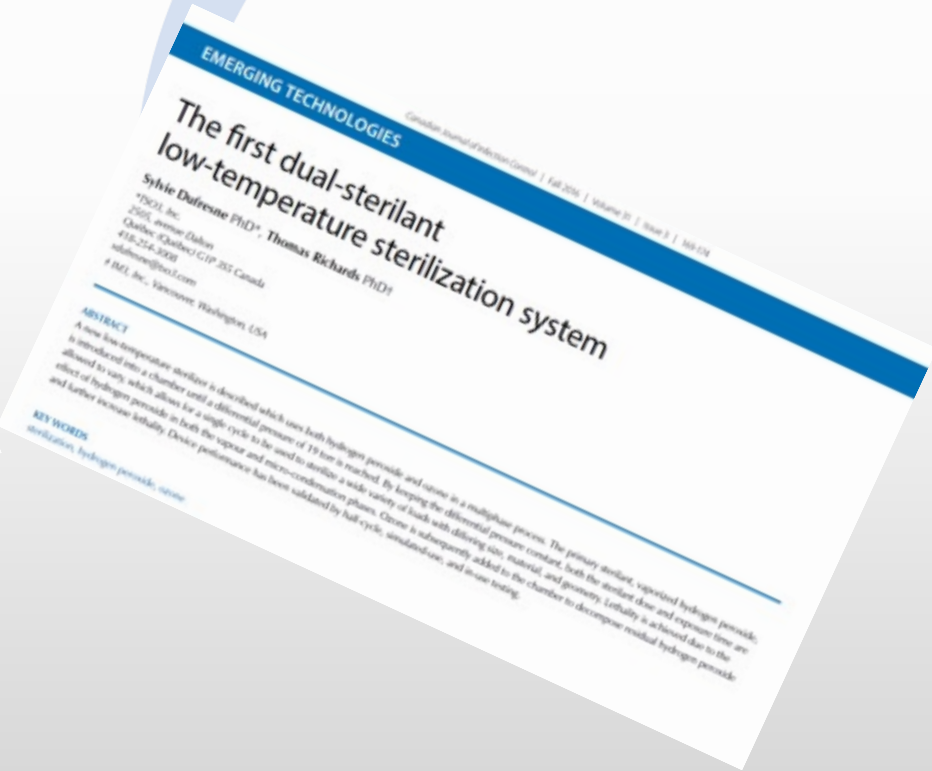 Canadian Journal of Infection Control | Fall 2016 | Volume 31 | Issue 3 | 169-174
EMERGING TECHNOLOGIES
The first dual-sterilant
low-temperature sterilization system
Sylvie Dufresne PhD*, Thomas Richards PhD†
*TSO3, Inc.
2505, avenue Dalton
Québec (Québec) G1P 3S5 Canada
418-254-3008
sdufresne@tso3.com
† IM3, Inc., Vancouver, Washington, USA
ABSTRACT
A new low-temperature sterilizer is described which uses both hydrogen peroxide and ozone in a multiphase process. The primary sterilant, vaporized hydrogen peroxide,
is introduced into a chamber until a differential pressure of 19 torr is reached. By keeping the differential pressure constant, both the sterilant dose and exposure time are
allowed to vary, which allows for a single cycle to be used to sterilize a wide variety of loads with differing size, material, and geometry. Lethality is achieved due to the
effect of hydrogen peroxide in both the vapour and micro-condensation phases. Ozone is subsequently added to the chamber to decompose residual hydrogen peroxide
and further increase lethality. Device performance has been validated by half-cycle, simulated-use, and in-use testing.
KEY WORDS
sterilization, hydrogen peroxide, ozone